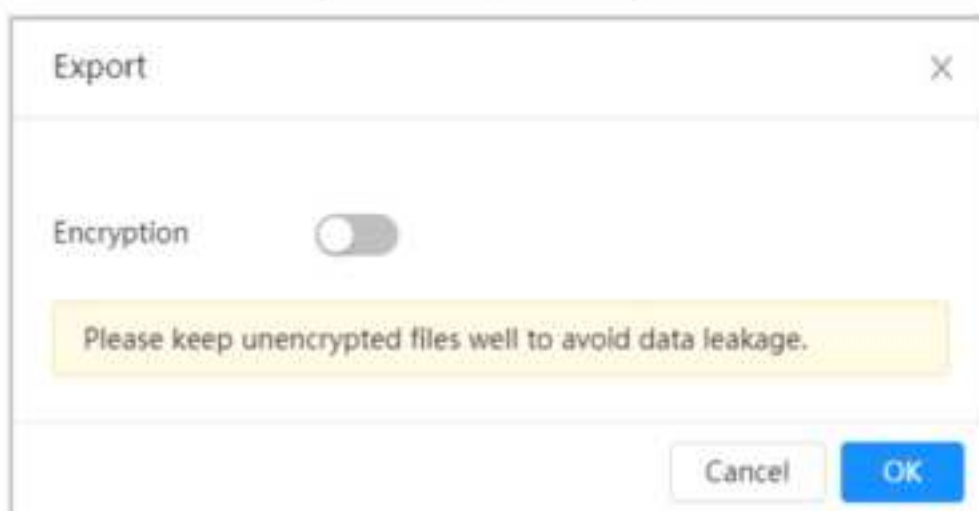 Export
Encryption
Please keep unencrypted files well to avoid data leakage.
Cancel
OK